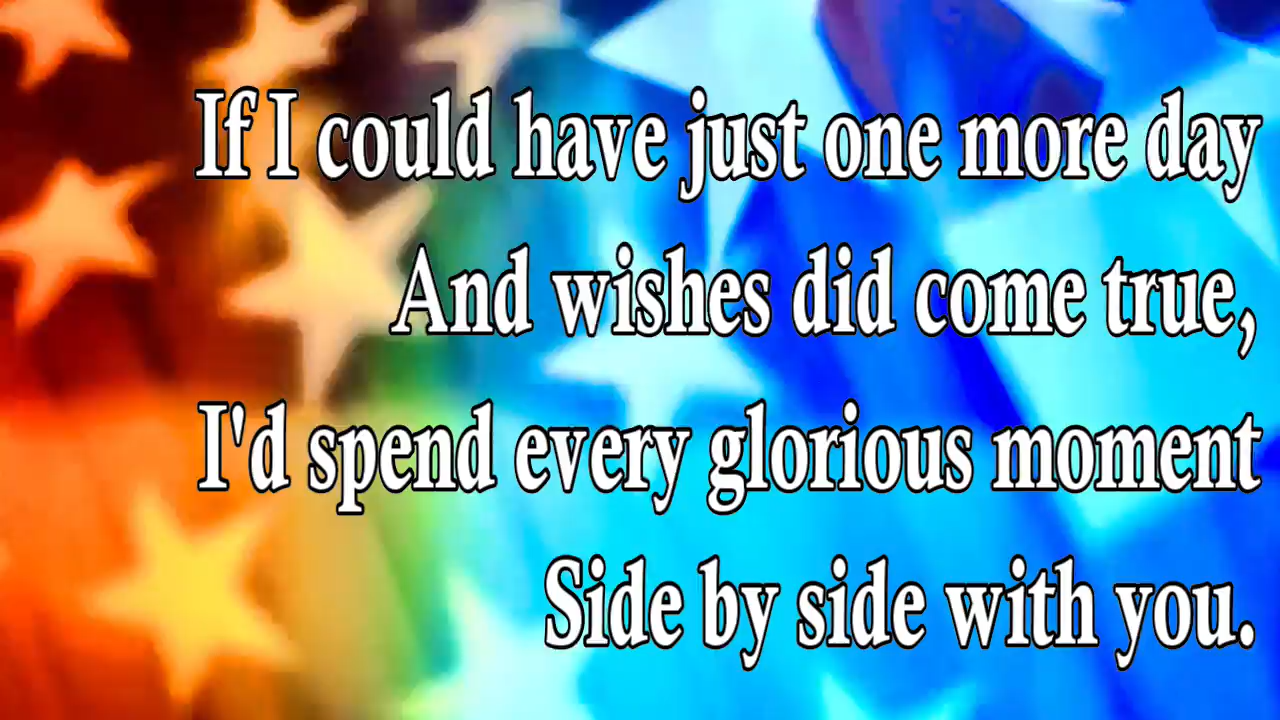 If I could have just one more day
And wishes did come true,
I'd spend every glorious moment
Side by side with you.